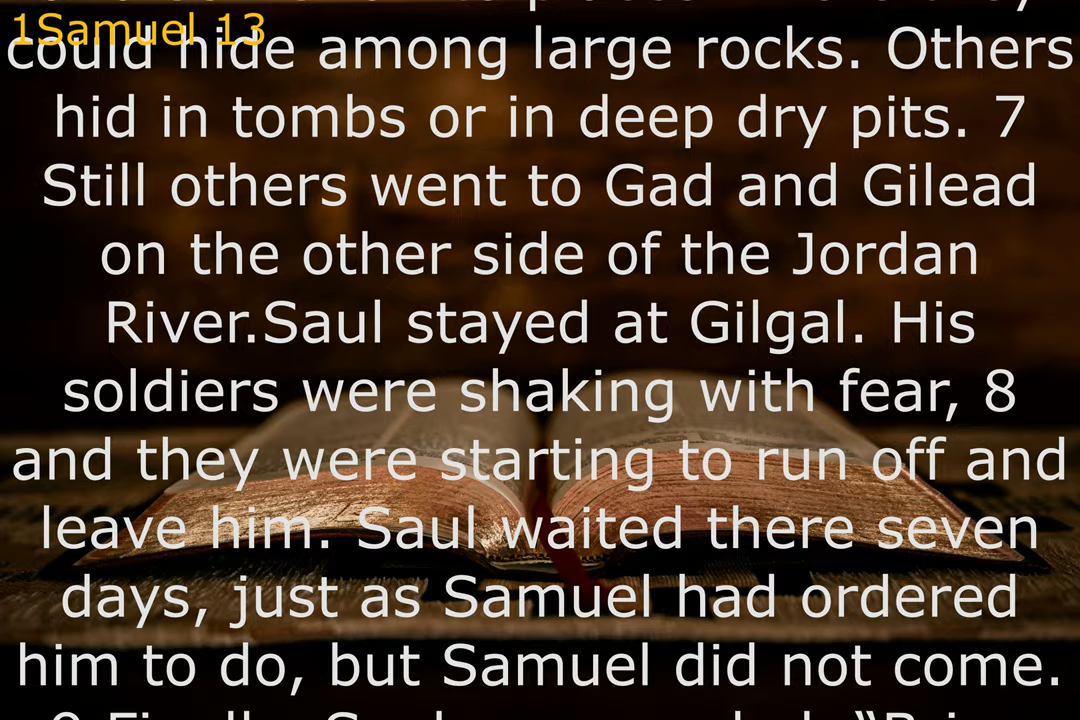 1Samuel 13
could hide among large rocks. Others
hid in tombs or in deep dry pits. 7
Still others went to Gad and Gilead
on the other side of the Jordan
River.Saul stayed at Gilgal. His
soldiers were shaking with fear, 8
and they were starting to run off and
leave him. Saul waited there seven
days, just as Samuel had ordered
him to do, but Samuel did not come.